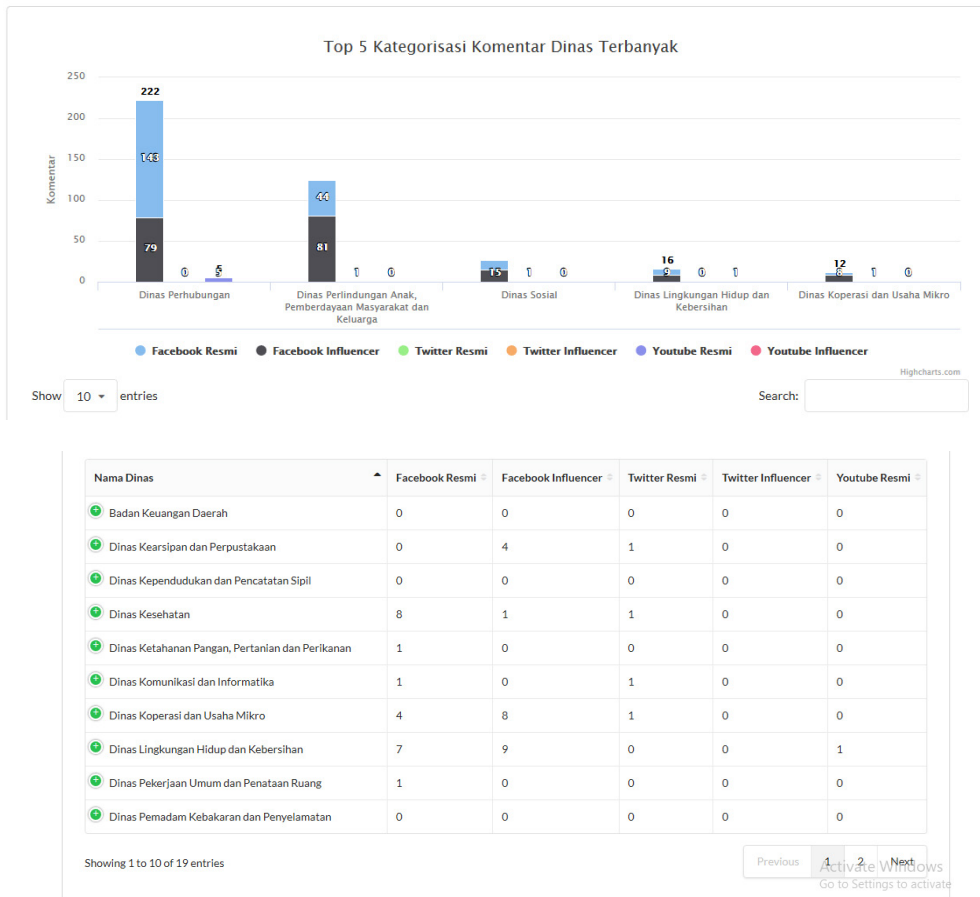 Top 5 Kategorisasi Komentar Dinas Terbanyak
Komentar
250
200
150
100
50
0
222
143
79
0
5
44
81
1
0
15
1
0
16
9
0
1
12
8
1
0
Dinas Perhubungan
Dinas Perlindungan Anak,
Pemberdayaan Masyarakat dan
Keluarga
Dinas Sosial
Dinas Lingkungan Hidup dan
Kebersihan
Dinas Koperasi dan Usaha Mikro
Facebook Resmi Facebook Influencer Twitter Resmi Twitter Influencer Youtube Resmi Youtube Influencer
Highcharts.com
Show 10 entries Search:
Nama Dinas Facebook Resmi Facebook Influencer Twitter Resmi Twitter Influencer Youtube Resmi
Badan Keuangan Daerah 0 0 0 0 0
Dinas Kearsipan dan Perpustakaan 0 4 1 0 0
Dinas Kependudukan dan Pencatatan Sipil 0 0 0 0 0
Dinas Kesehatan 8 1 1 0 0
Dinas Ketahanan Pangan, Pertanian dan Perikanan 1 0 0 0 0
Dinas Komunikasi dan Informatika 1 0 1 0 0
Dinas Koperasi dan Usaha Mikro 4 8 1 0 0
Dinas Lingkungan Hidup dan Kebersihan 7 9 0 0 1
Dinas Pekerjaan Umum dan Penataan Ruang 1 0 0 0 0
Dinas Pemadam Kebakaran dan Penyelamatan 0 0 0 0 0
Showing 1 to 10 of 19 entries Previous 1 2 Next
Activate Windows
Go to Settings to activate